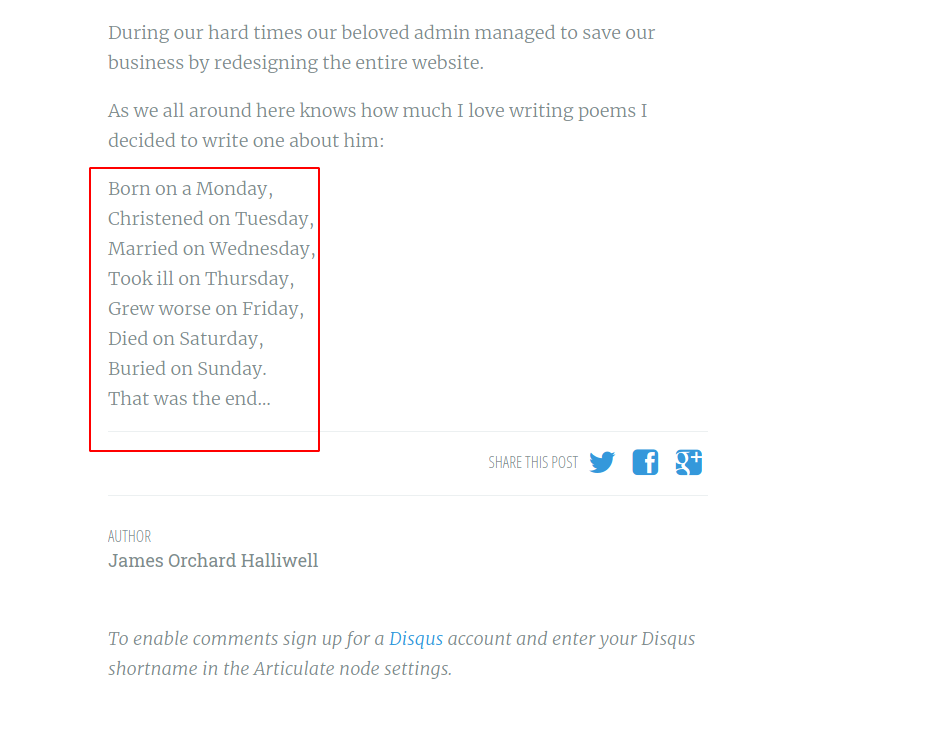 During our hard times our beloved admin managed to save our
business by redesigning the entire website.
As we all around here knows how much I love writing poems I
decided to write one about him:
Born on a Monday,
Christened on Tuesday,
Married on Wednesday,
Took ill on Thursday,
Grew worse on Friday,
Died on Saturday,
Buried on Sunday.
That was the end…
SHARE THIS POST
AUTHOR
James Orchard Halliwell
To enable comments sign up for a Disqus account and enter your Disqus
shortname in the Articulate node settings.